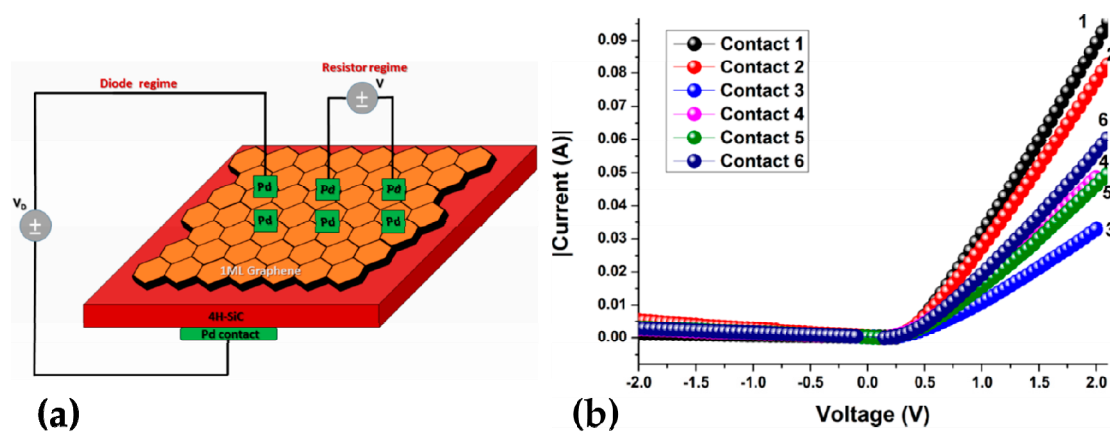 Diode regime
Resistor regime
V
V_D
Pd Pd Pd
Pd Pd Pd
1ML Graphene
4H-SiC
Pd contact
(a)
|Current (A)|
0.09
0.08
0.07
0.06
0.05
0.04
0.03
0.02
0.01
0.00
Contact 1
Contact 2
Contact 3
Contact 4
Contact 5
Contact 6
1
2
6
4
5
3
-2.0 -1.5 -1.0 -0.5 0.0 0.5 1.0 1.5 2.0
Voltage (V)
(b)